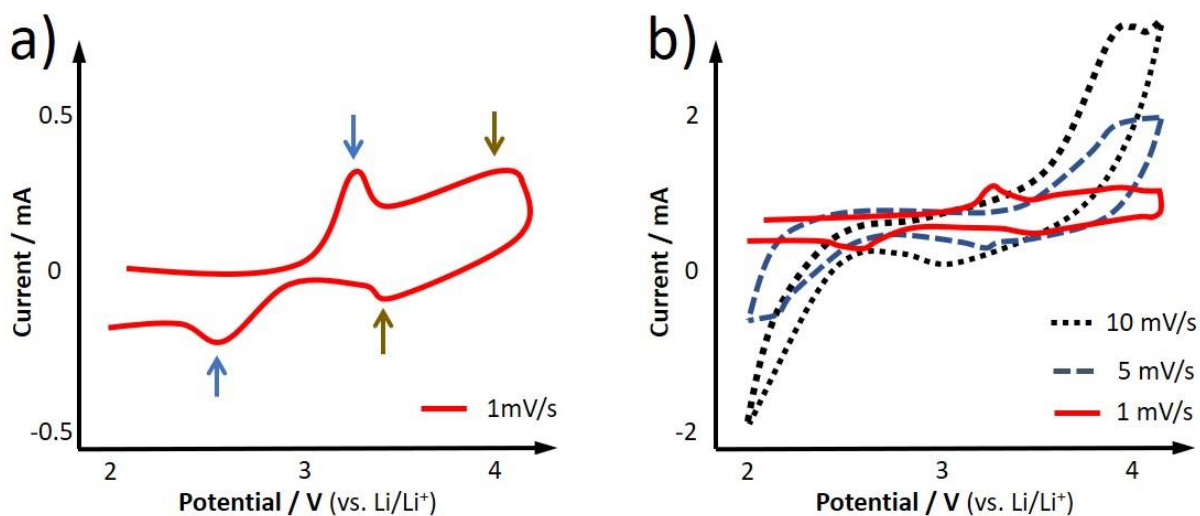 a)
0.5
0
-0.5
Current / mA
2 3 4
Potential / V (vs. Li/Li⁺)
1mV/s
b)
2
0
-2
Current / mA
2 3 4
Potential / V (vs. Li/Li⁺)
10 mV/s
5 mV/s
1 mV/s